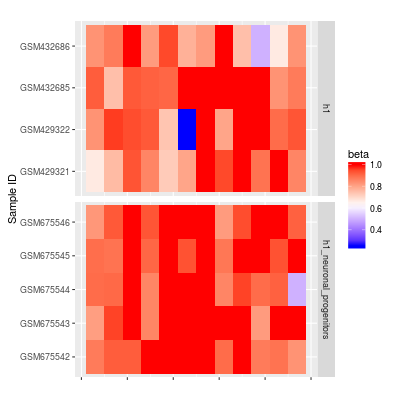 Sample ID
GSM432686
GSM432685
GSM429322
GSM429321
h1
GSM675546
GSM675545
GSM675544
GSM675543
GSM675542
h1_neuronal_progenitors
beta
1.0
0.8
0.6
0.4